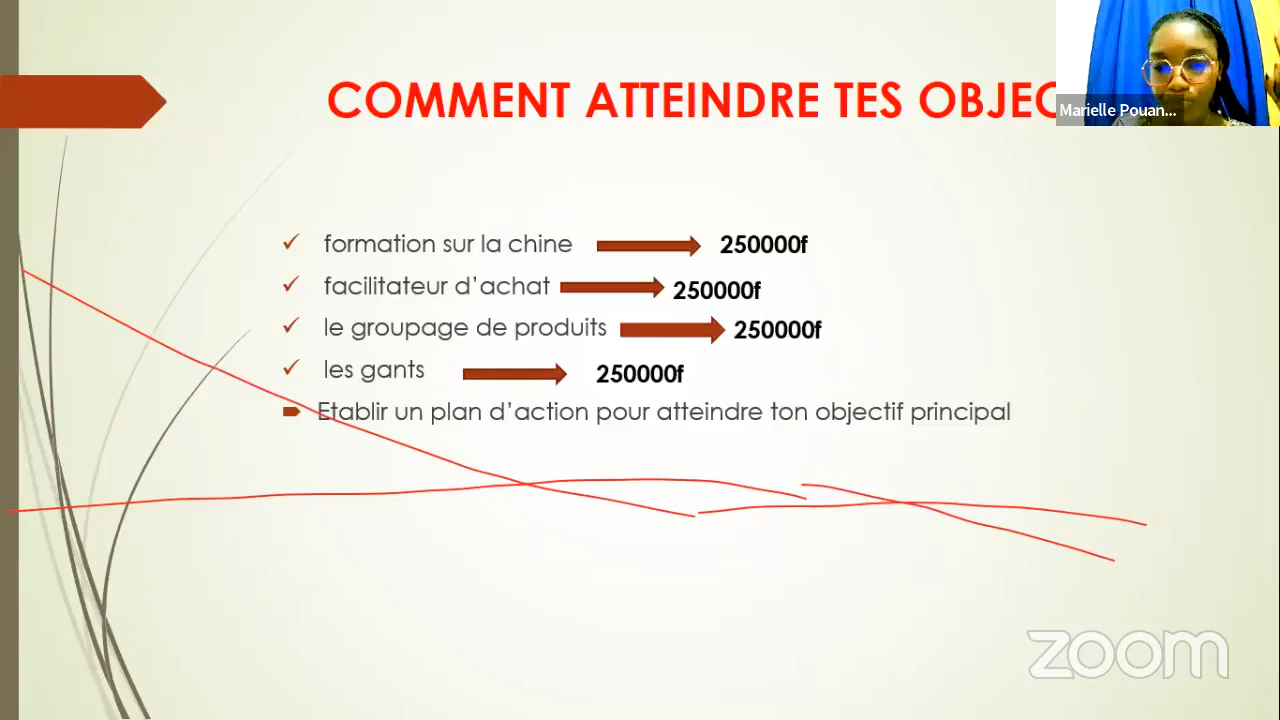 COMMENT ATTEINDRE TES OBJEC
Marielle Pouan...
formation sur la chine 250000f
facilitateur d'achat 250000f
le groupage de produits 250000f
les gants 250000f
Etablir un plan d'action pour atteindre ton objectif principal
zoom